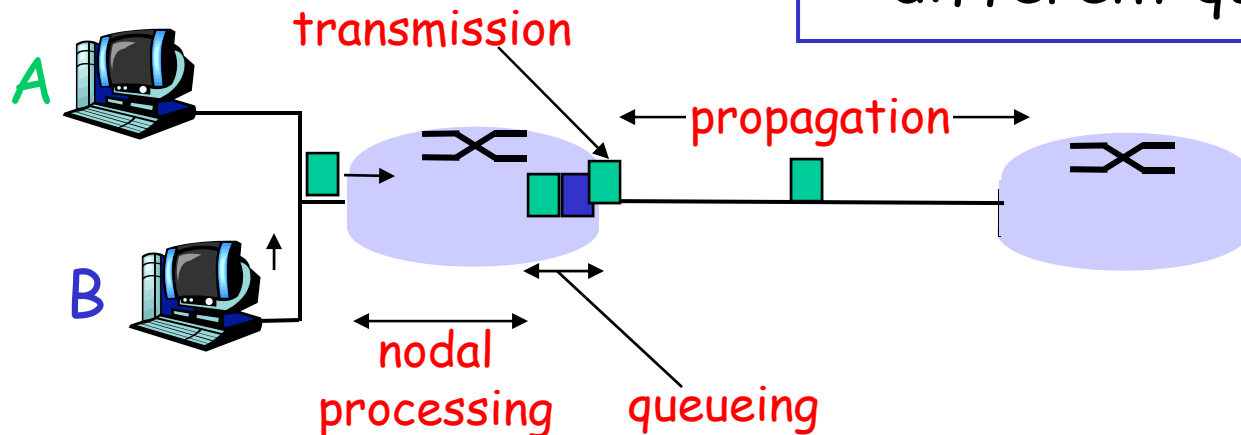 transmission
A
propagation
B
nodal
processing
queueing